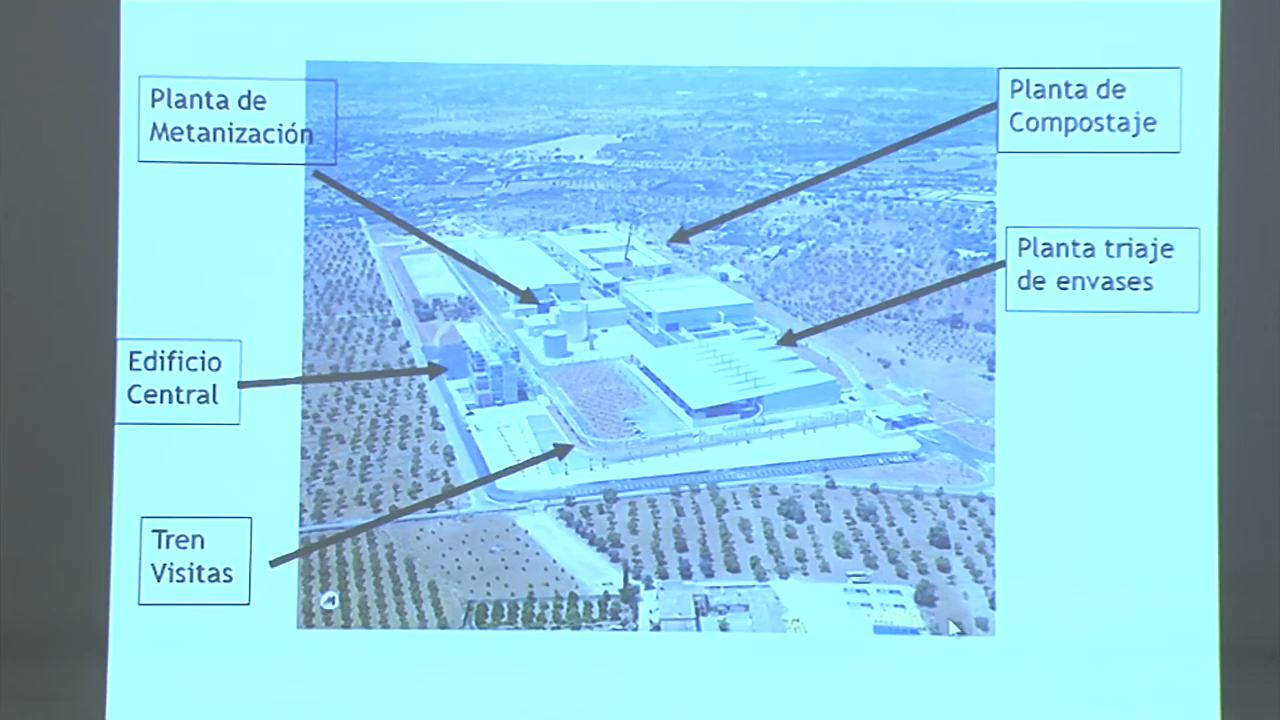 Planta de
Metanización
Planta de
Compostaje
Planta triaje
de envases
Edificio
Central
Tren
Visitas